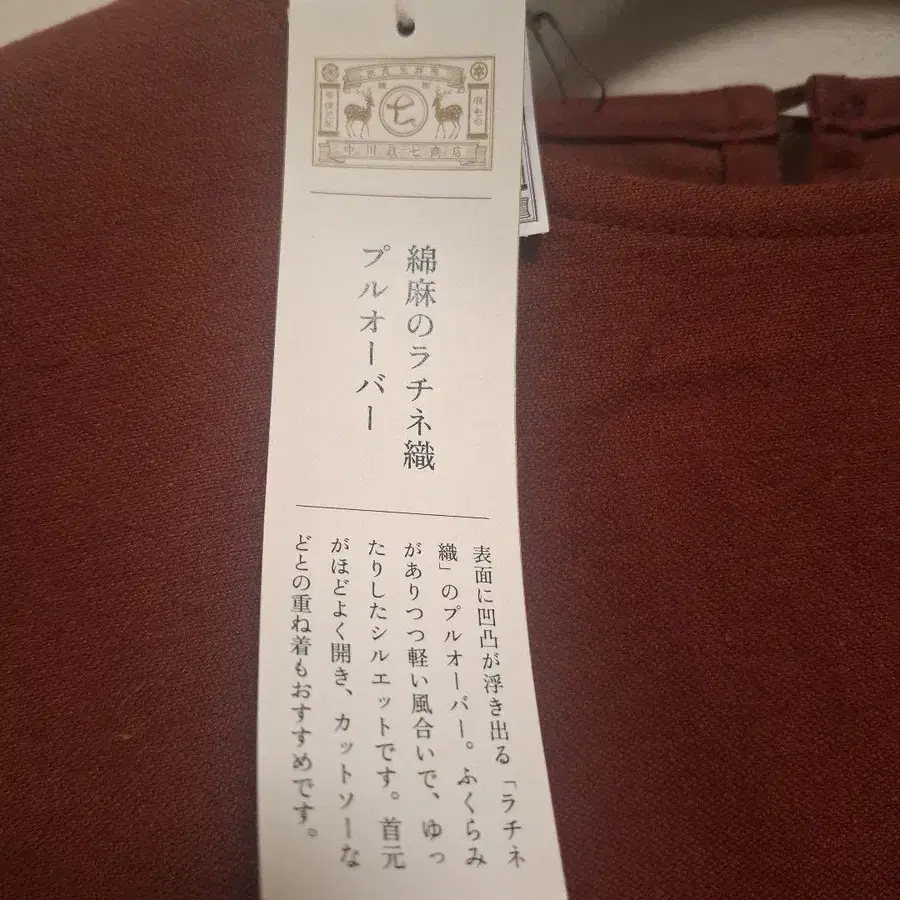 中川政七商店
七
綿麻のラチネ織
プルオーバー
表面に凹凸が浮き出る「ラチネ
織」のプルオーバー。ふくらみ
がありつつ軽い風合いで、ゆっ
たりしたシルエットです。首元
がほどよく開き、カットソーな
どとの重ね着もおすすめです。